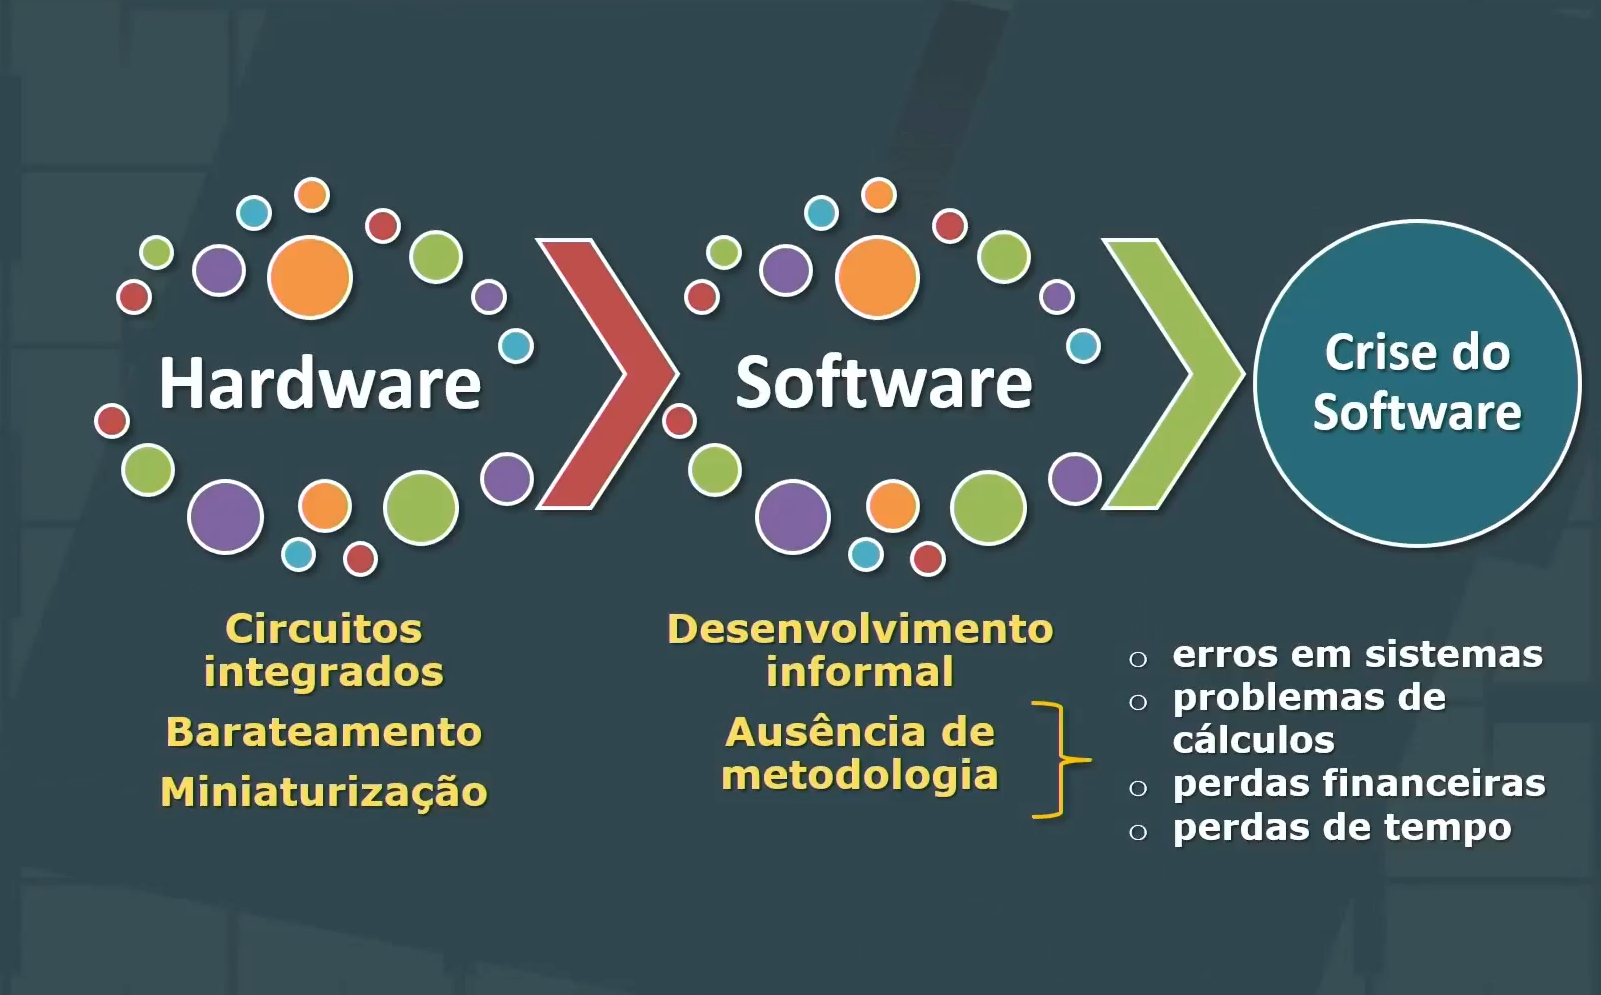 Hardware
Circuitos
integrados
Barateamento
Miniaturização
Software
Desenvolvimento
informal
Ausência de
metodologia
Crise do
Software
o erros em sistemas
o problemas de
cálculos
o perdas financeiras
o perdas de tempo